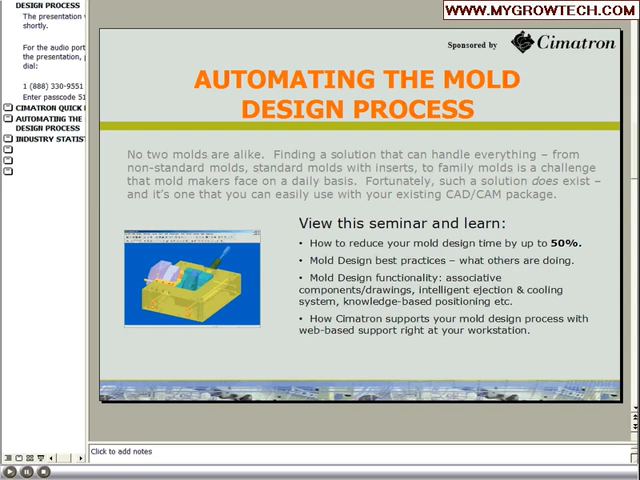 DESIGN PROCESS
The presentation
shortly.
For the audio port
the presentation,
dial:
1 (888) 330-9551
Enter passcode 51
CIMATRON QUICK
AUTOMATING THE
DESIGN PROCESS
INDUSTRY STATIST
WWW.MYGROWTECH.COM
Sponsored by Cimatron
AUTOMATING THE MOLD
DESIGN PROCESS
No two molds are alike. Finding a solution that can handle everything – from
non-standard molds, standard molds with inserts, to family molds is a challenge
that mold makers face on a daily basis. Fortunately, such a solution does exist –
and it's one that you can easily use with your existing CAD/CAM package.
View this seminar and learn:
• How to reduce your mold design time by up to 50%.
• Mold Design best practices – what others are doing.
• Mold Design functionality: associative
components/drawings, intelligent ejection & cooling
system, knowledge-based positioning etc.
• How Cimatron supports your mold design process with
web-based support right at your workstation.
Click to add notes